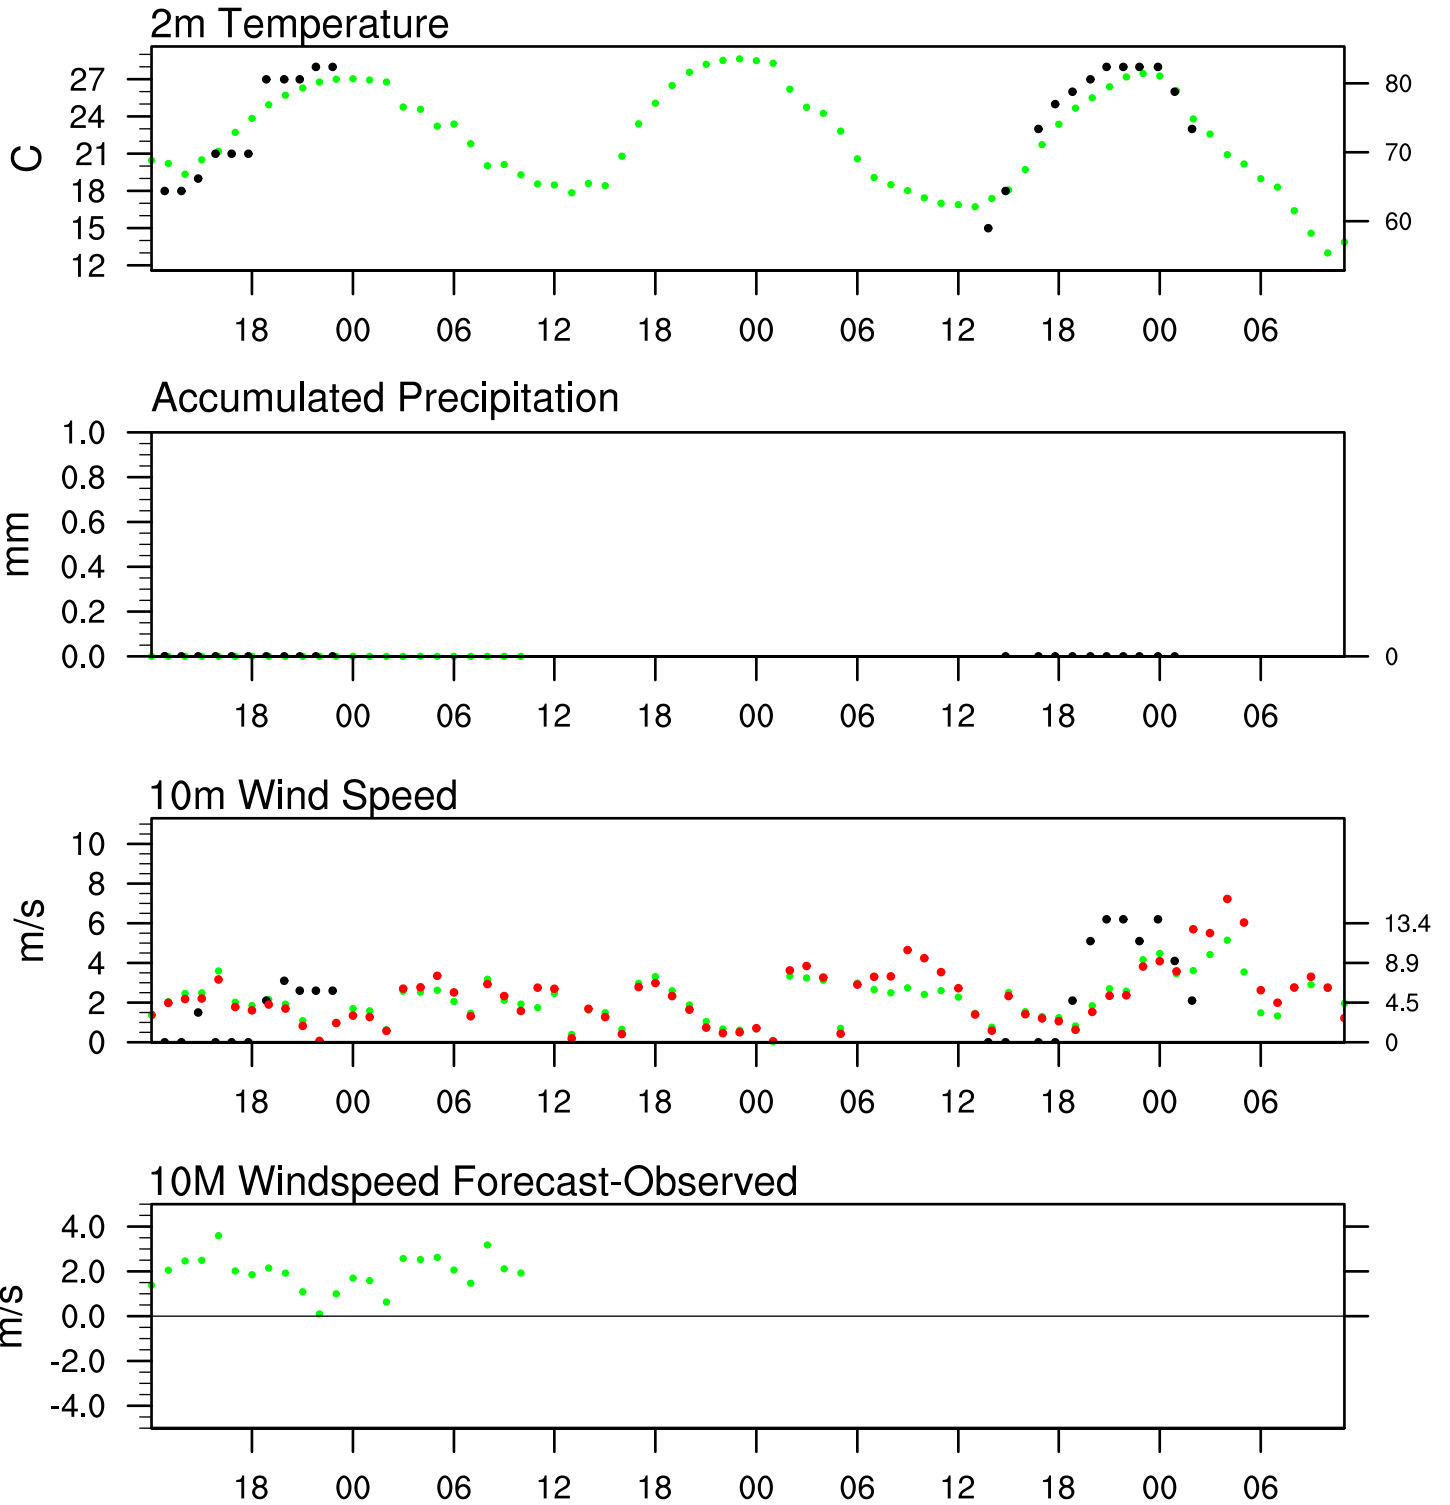 2m Temperature
C
27
24
21
18
15
12
80
70
60
18 00 06 12 18 00 06 12 18 00 06
Accumulated Precipitation
mm
1.0
0.8
0.6
0.4
0.2
0.0
0
18 00 06 12 18 00 06 12 18 00 06
10m Wind Speed
m/s
10
8
6
4
2
0
13.4
8.9
4.5
0
18 00 06 12 18 00 06 12 18 00 06
10M Windspeed Forecast-Observed
m/s
4.0
2.0
0.0
-2.0
-4.0
18 00 06 12 18 00 06 12 18 00 06